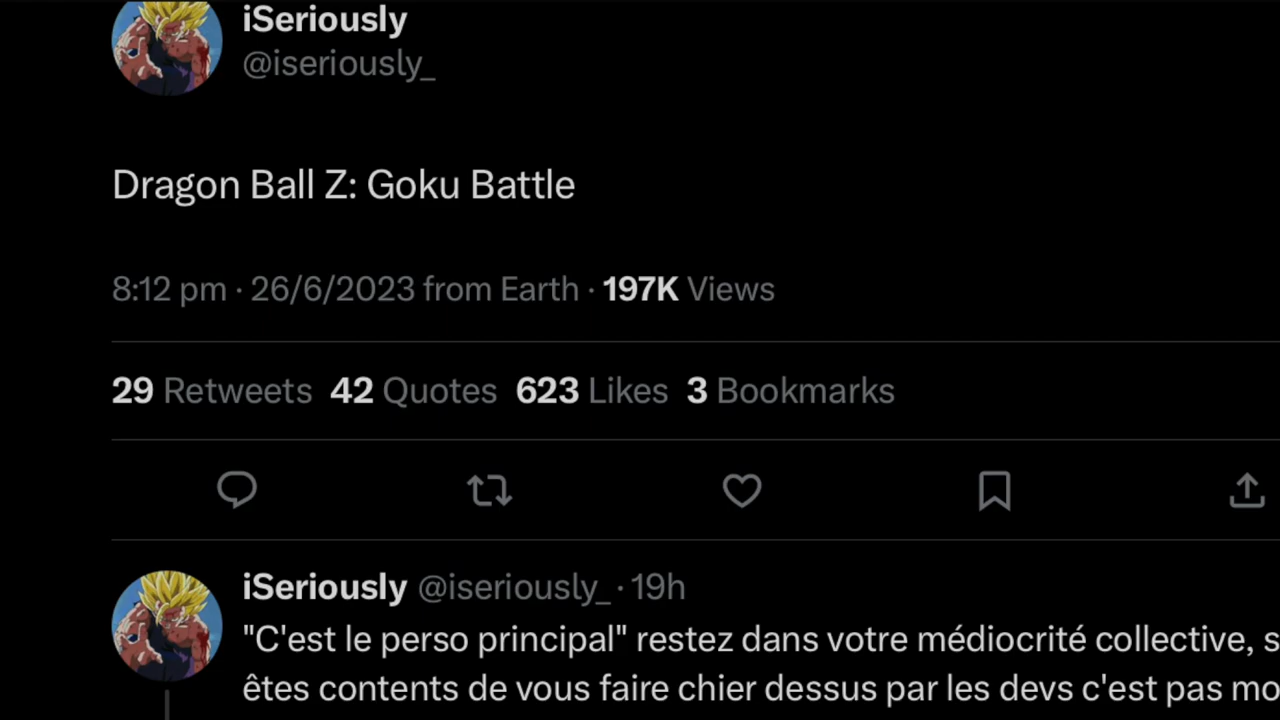 iSeriously
@iseriously_
Dragon Ball Z: Goku Battle
8:12 pm · 26/6/2023 from Earth · 197K Views
29 Retweets 42 Quotes 623 Likes 3 Bookmarks
iSeriously @iseriously_ · 19h
"C'est le perso principal" restez dans votre médiocrité collective, s
êtes contents de vous faire chier dessus par les devs c'est pas mo